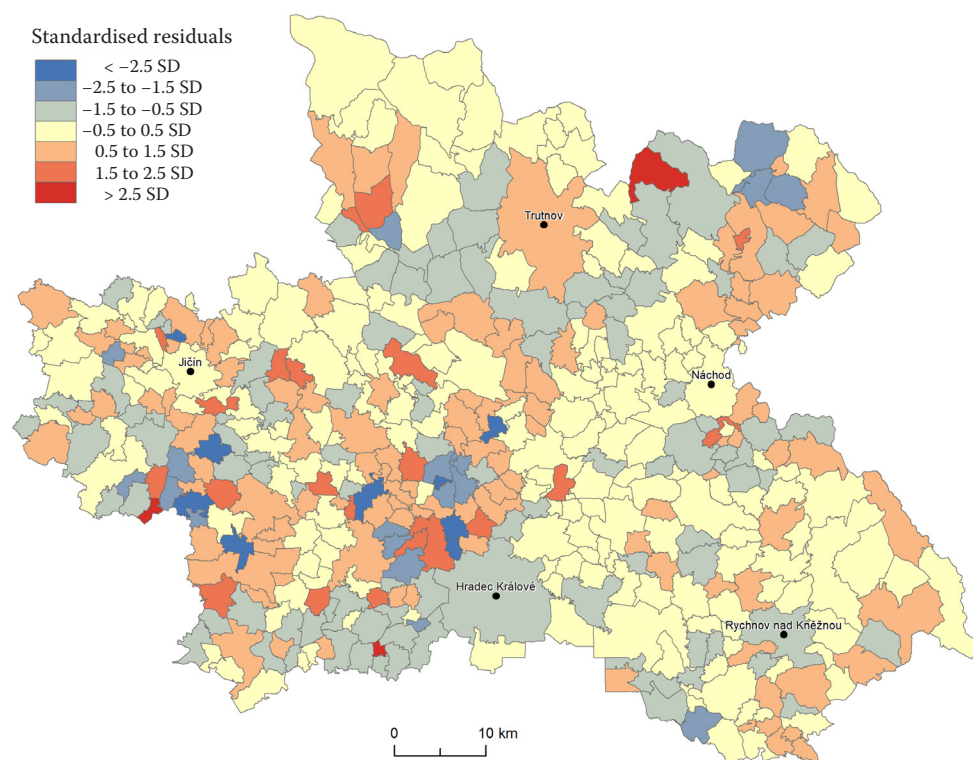 Standardised residuals
< –2.5 SD
–2.5 to –1.5 SD
–1.5 to –0.5 SD
–0.5 to 0.5 SD
0.5 to 1.5 SD
1.5 to 2.5 SD
> 2.5 SD
Trutnov
Jičín
Náchod
Hradec Králové
Rychnov nad Kněžnou
0 10 km